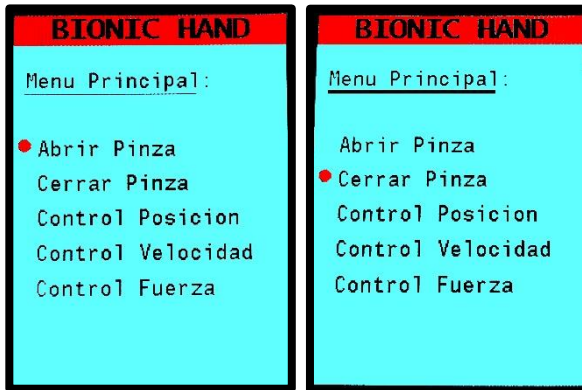 BIONIC HAND
Menu Principal:
Abrir Pinza
Cerrar Pinza
Control Posicion
Control Velocidad
Control Fuerza
BIONIC HAND
Menu Principal:
Abrir Pinza
Cerrar Pinza
Control Posicion
Control Velocidad
Control Fuerza